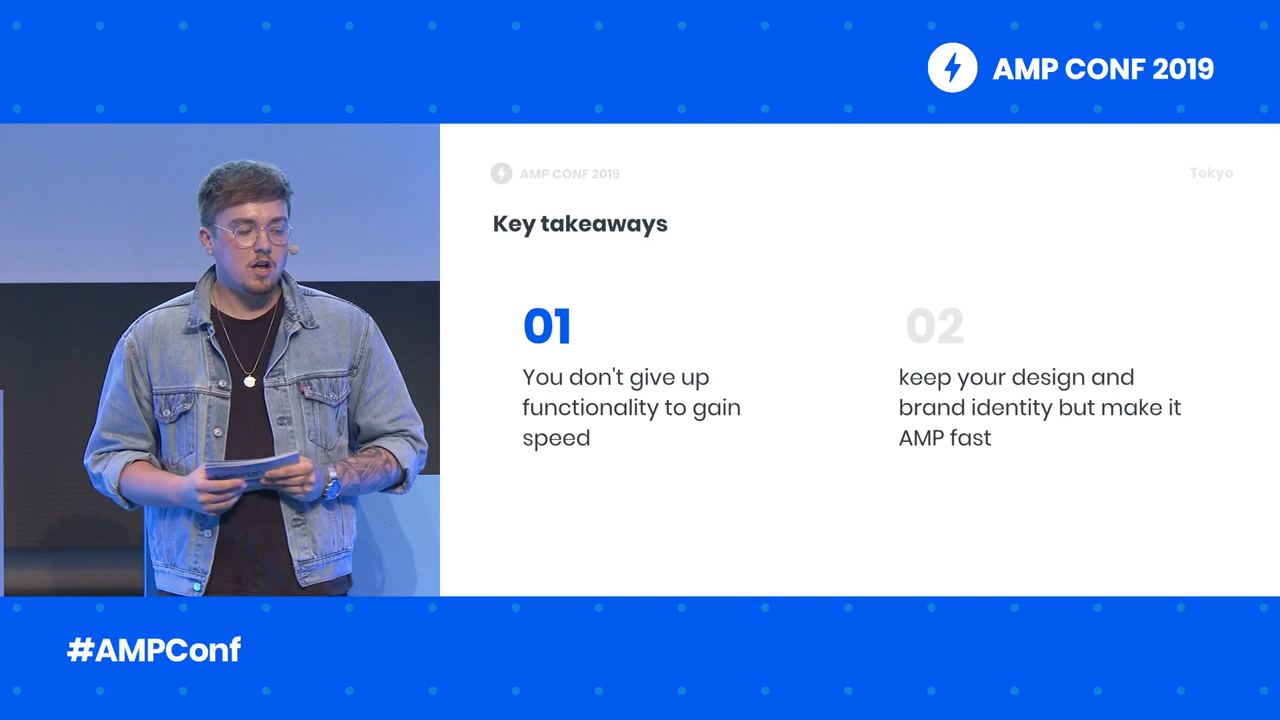 AMP CONF 2019
AMP CONF 2019
Tokyo
Key takeaways
01
You don't give up
functionality to gain
speed
02
keep your design and
brand identity but make it
AMP fast
#AMPConf